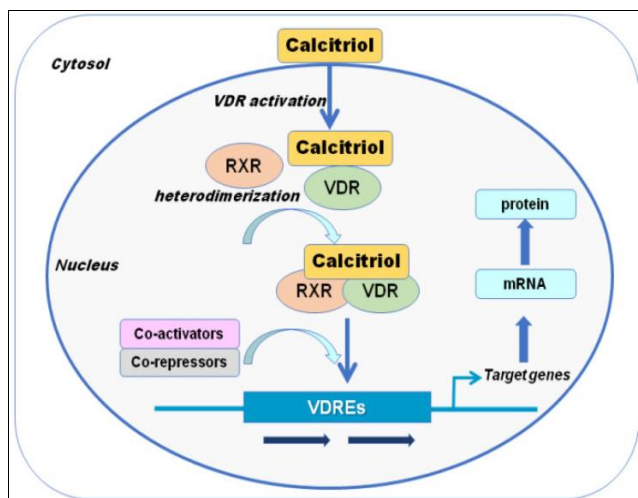 Calcitriol
Cytosol
VDR activation
Calcitriol
RXR
VDR
heterodimerization
protein
Nucleus
Calcitriol
RXR
VDR
mRNA
Co-activators
Co-repressors
Target genes
VDREs